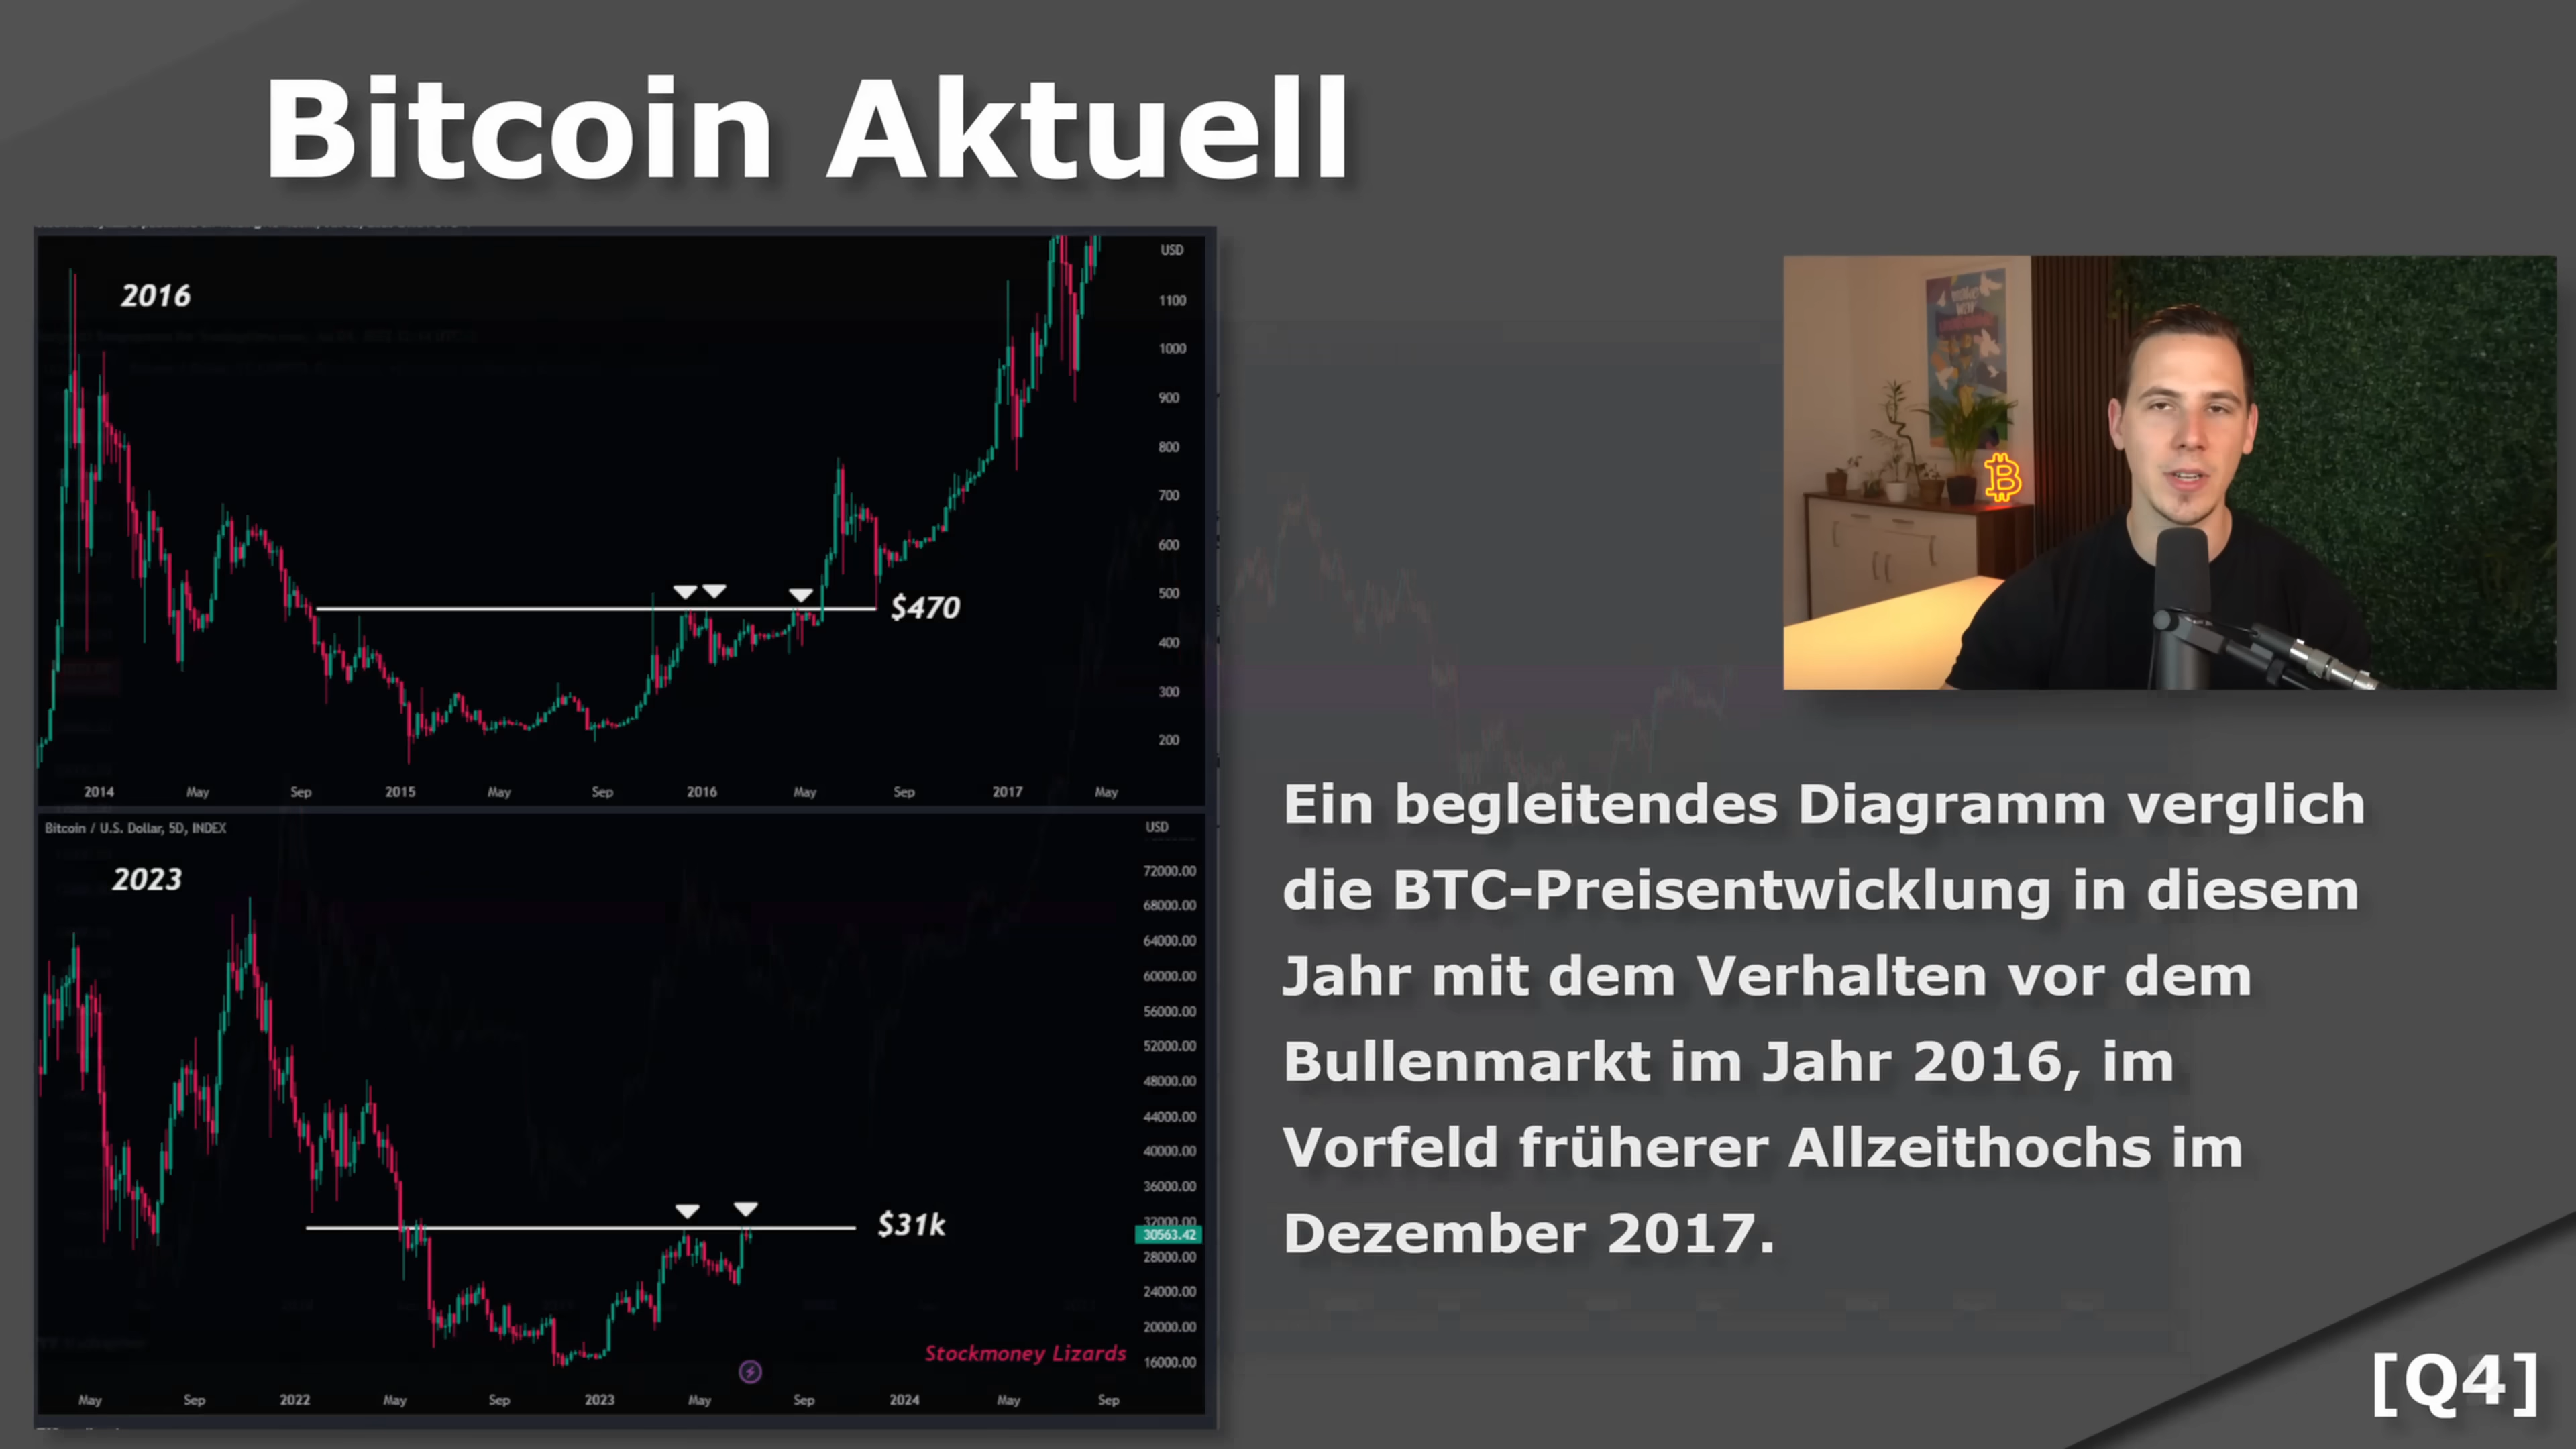 Bitcoin Aktuell
2016
USD
1100
1000
900
800
700
600
500
$470
400
300
200
2014 May Sep 2015 May Sep 2016 May Sep 2017 May
Bitcoin / U.S. Dollar, 5D, INDEX
USD
2023
72000.00
68000.00
64000.00
60000.00
56000.00
52000.00
48000.00
44000.00
40000.00
36000.00
32000.00
$31k
30563.42
28000.00
24000.00
20000.00
Stockmoney Lizards
16000.00
May Sep 2022 May Sep 2023 May Sep 2024 May Sep
Ein begleitendes Diagramm verglich
die BTC-Preisentwicklung in diesem
Jahr mit dem Verhalten vor dem
Bullenmarkt im Jahr 2016, im
Vorfeld früherer Allzeithochs im
Dezember 2017.
[Q4]